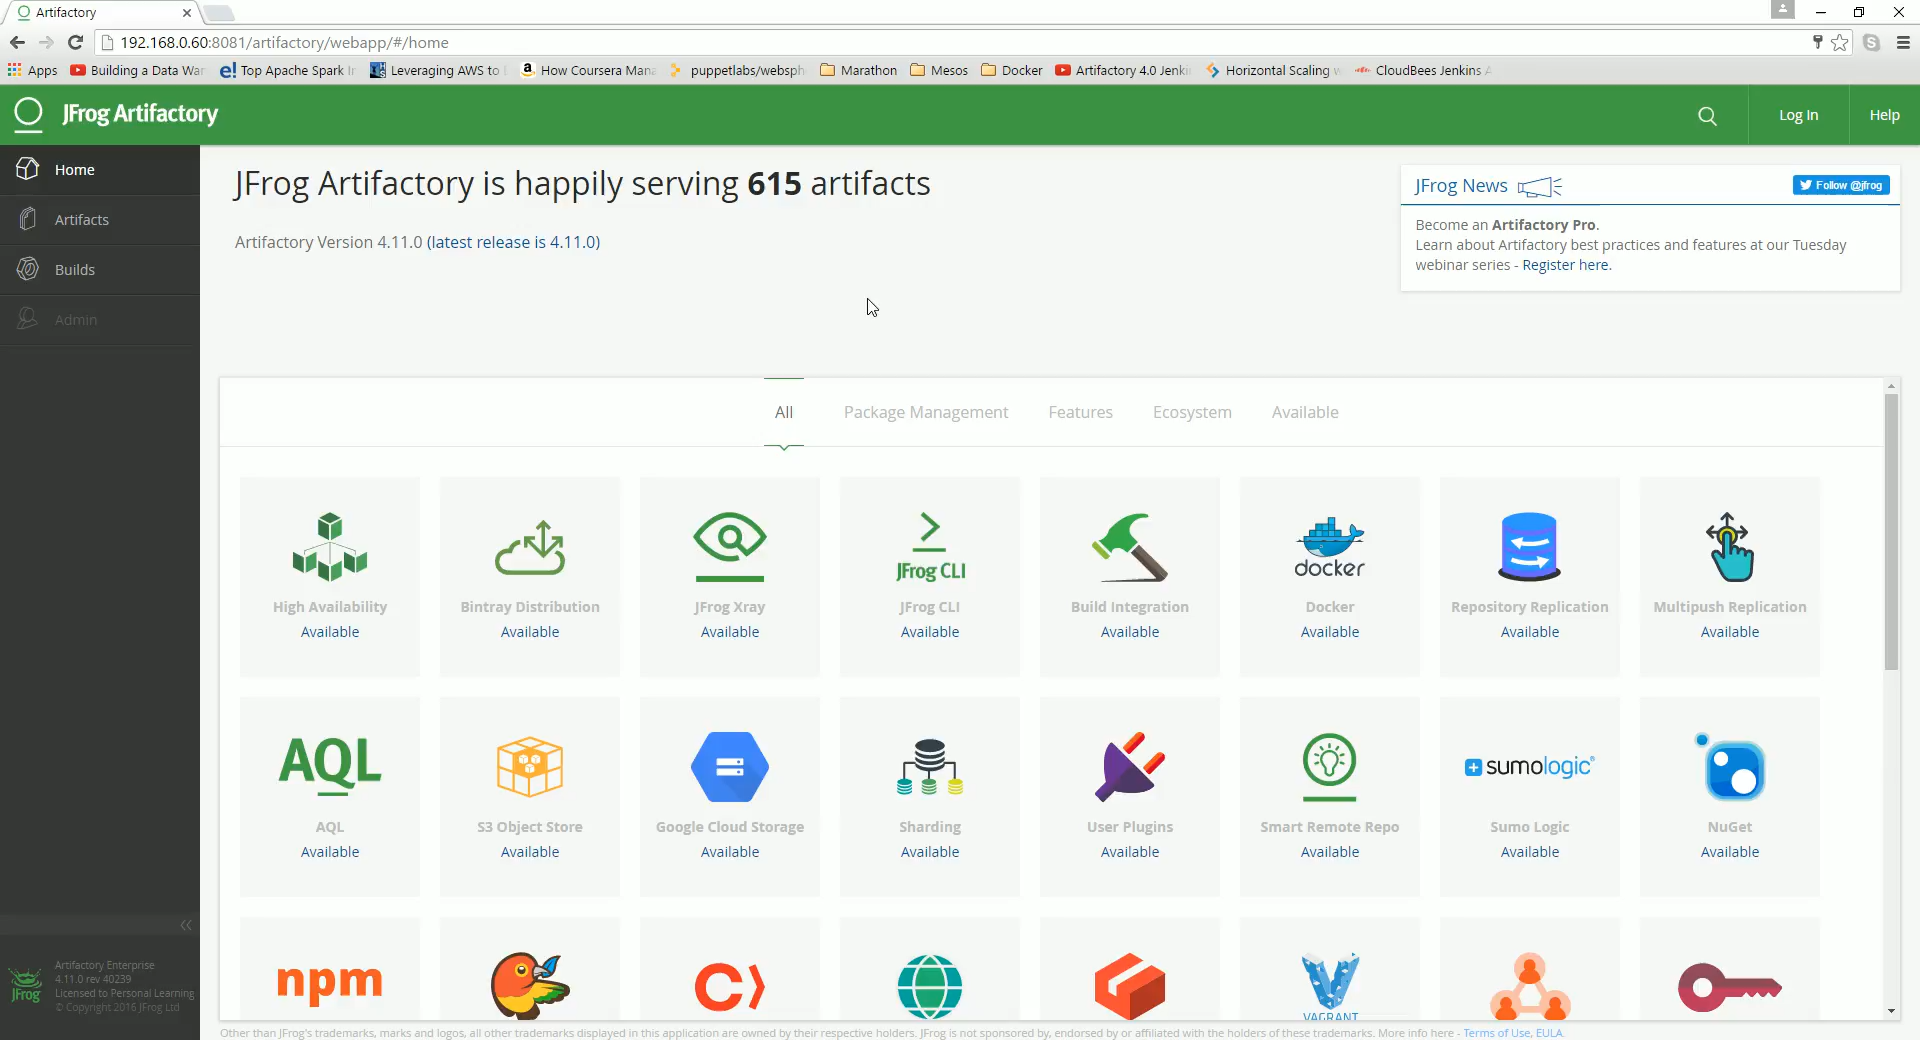 Artifactory
192.168.0.60:8081/artifactory/webapp/#/home
Apps
Building a Data War
Top Apache Spark I
Leveraging AWS to
How Coursera Mana
puppetlabs/websph
Marathon
Mesos
Docker
Artifactory 4.0 Jenki
Horizontal Scaling w
CloudBees Jenkins A
JFrog Artifactory
Log In
Help
Home
Artifacts
Builds
Admin
JFrog Artifactory is happily serving 615 artifacts
Artifactory Version 4.11.0 (latest release is 4.11.0)
JFrog News
Follow @jfrog
Become an Artifactory Pro.
Learn about Artifactory best practices and features at our Tuesday
webinar series - Register here.
All
Package Management
Features
Ecosystem
Available
JFrog CLI
docker
High Availability
Bintray Distribution
JFrog Xray
JFrog CLI
Build Integration
Docker
Repository Replication
Multipush Replication
Available
Available
Available
Available
Available
Available
Available
Available
AQL
sumologic
AQL
S3 Object Store
Google Cloud Storage
Sharding
User Plugins
Smart Remote Repo
Sumo Logic
NuGet
Available
Available
Available
Available
Available
Available
Available
Available
npm
VAGRANT
JFrog
Artifactory Enterprise
4.11.0 rev 40239
Licensed to Personal Learning
© Copyright 2016 JFrog Ltd
Other than JFrog's trademarks, marks and logos, all other trademarks displayed in this application are owned by their respective holders. JFrog is not sponsored by, endorsed by or affiliated with the holders of these trademarks. More info here - Terms of Use, EULA.